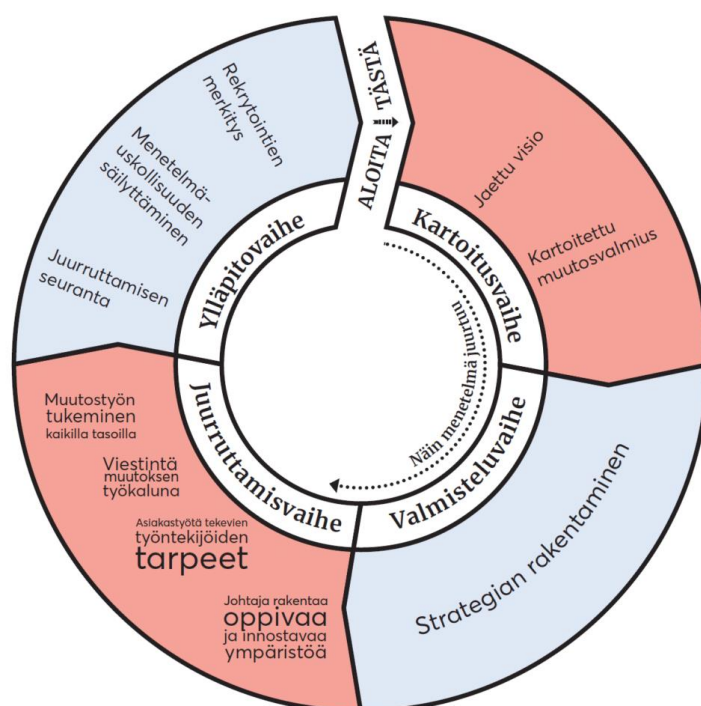 ALOITA TÄSTÄ
Kartoitusvaihe
Jaettu visio
Kartoitettu
muutosvalmius
Näin menetelmä juurtuu
Valmisteluvaihe
Strategian rakentaminen
Juurruttamisvaihe
Johtaja rakentaa
oppivaa
ja innostavaa
ympäristöä
Asiakastyötä tekevien
työntekijöiden
tarpeet
Viestintä
muutoksen
työkaluna
Muutostyön
tukeminen
kaikilla tasoilla
Ylläpitovaihe
Juurruttamisen
seuranta
Menetelmä-
uskollisuuden
säilyttäminen
Rekrytointien
merkitys